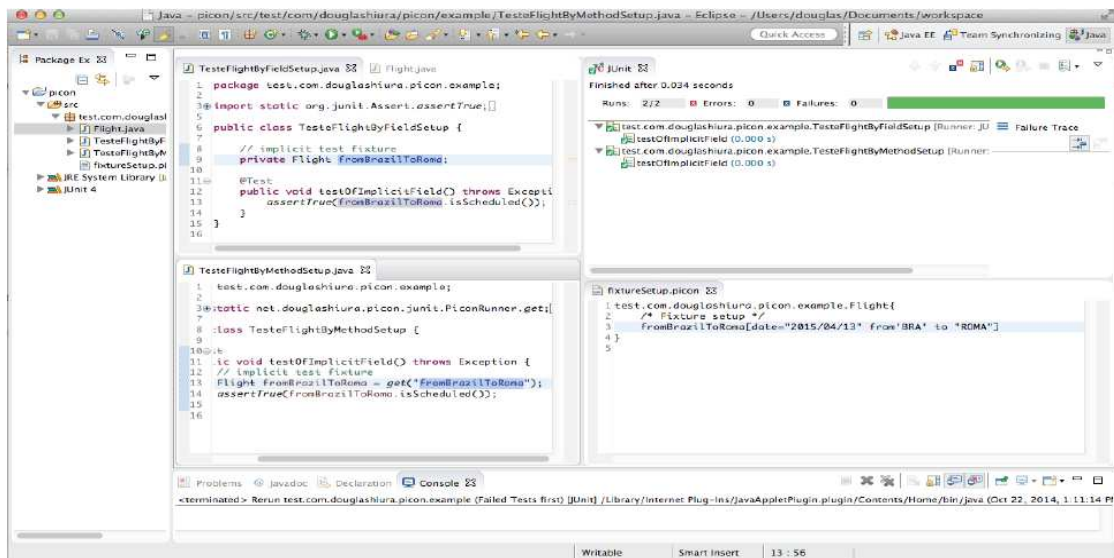 Java – picon/src/test/com/douglashiura/picon/example/TesteFlightByMethodSetup.java – Eclipse – /Users/douglas/Documents/workspace
Quick Access
Java EE
Team Synchronizing
Java
Package Ex
picon
src
test.com.douglasl
Flight.java
TesteFlightByF
TesteFlightByM
fixtureSetup.pi
JRE System Library [J
JUnit 4
TesteFlightByFieldSetup.java
Flight.java
1 package test.com.douglashiura.picon.example;
2
3 import static org.junit.Assert.assertTrue;
5
6 public class TesteFlightByFieldSetup {
7
8 // implicit test fixture
9 private Flight fromBrazilToRoma;
10
11 @Test
12 public void testOfImplicitField() throws Excepti
13 assertTrue(fromBrazilToRoma.isScheduled());
14 }
15 }
16
TesteFlightByMethodSetup.java
1 test.com.douglashiura.picon.example;
2
3 static net.douglashiura.picon.junit.PiconRunner.get;
7
8 class TesteFlightByMethodSetup {
9
10
11 ic void testOfImplicitField() throws Exception {
12 // implicit test fixture
13 Flight fromBrazilToRoma = get("fromBrazilToRoma");
14 assertTrue(fromBrazilToRoma.isScheduled());
15
16
JUnit
Finished after 0.034 seconds
Runs: 2/2 Errors: 0 Failures: 0
test.com.douglashiura.picon.example.TesteFlightByFieldSetup [Runner: JU
testOfImplicitField (0.000 s)
test.com.douglashiura.picon.example.TesteFlightByMethodSetup [Runner:
testOfImplicitField (0.000 s)
Failure Trace
fixtureSetup.picon
1 test.com.douglashiura.picon.example.Flight{
2 /* Fixture setup */
3 fromBrazilToRoma[date="2015/04/13" from'BRA' to "ROMA"]
4 }
5
Problems
Javadoc
Declaration
Console
<terminated> Rerun test.com.douglashiura.picon.example (Failed Tests first) [JUnit] /Library/Internet Plug-Ins/JavaAppletPlugin.plugin/Contents/Home/bin/java (Oct 22, 2014, 1:11:14 P
Writable
Smart Insert
13 : 56